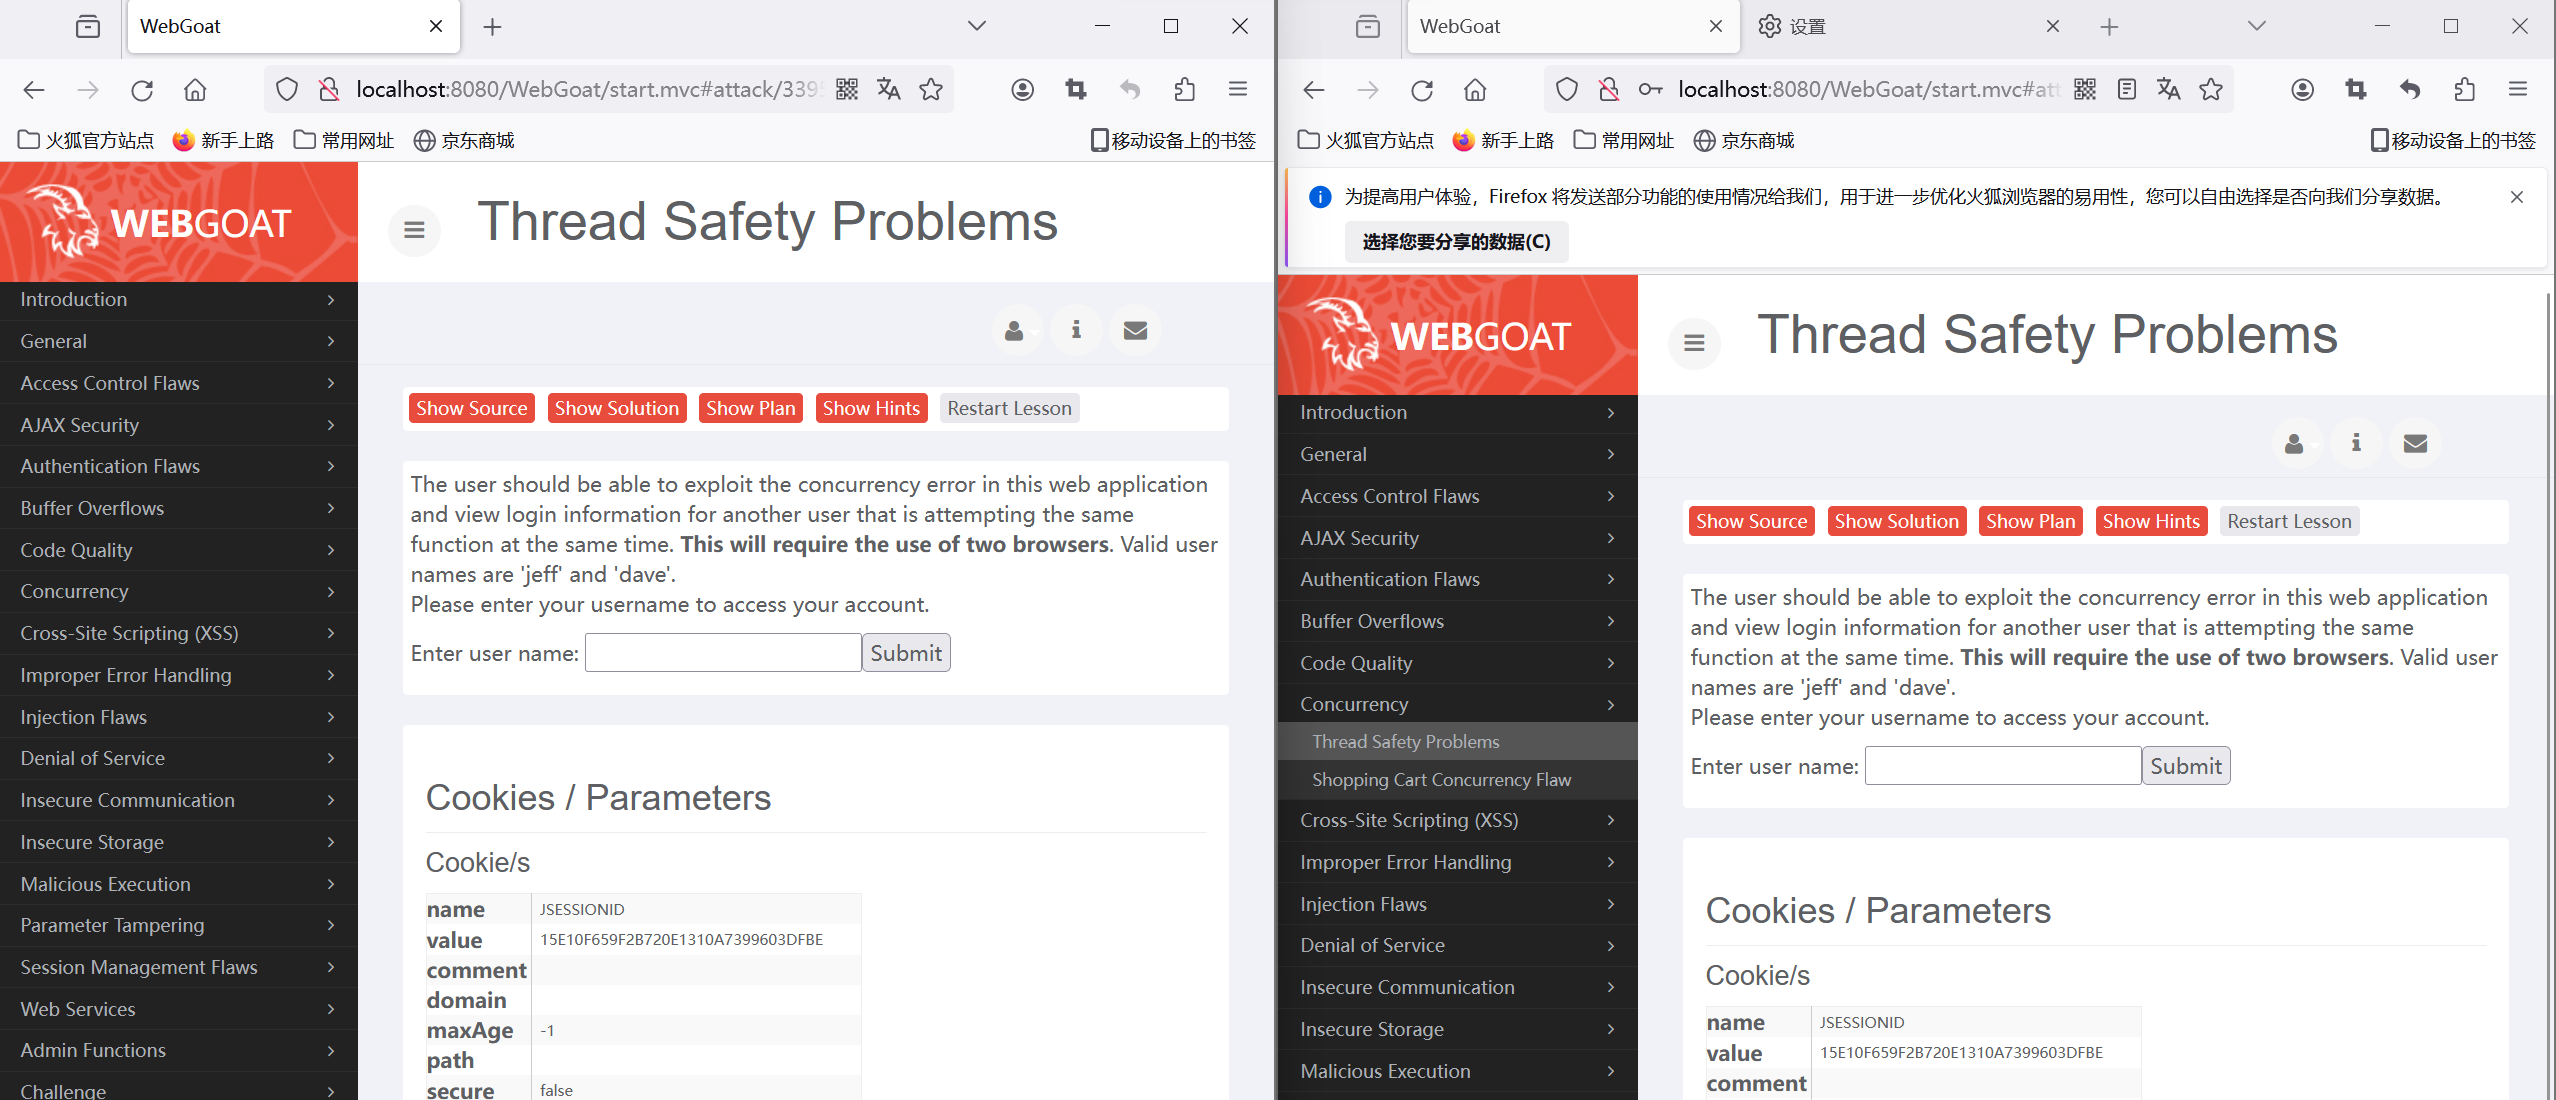 WebGoat
localhost:8080/WebGoat/start.mvc#attack/339
火狐官方站点
新手上路
常用网址
京东商城
移动设备上的书签
WEBGOAT
Thread Safety Problems
Introduction
General
Access Control Flaws
AJAX Security
Authentication Flaws
Buffer Overflows
Code Quality
Concurrency
Cross-Site Scripting (XSS)
Improper Error Handling
Injection Flaws
Denial of Service
Insecure Communication
Insecure Storage
Malicious Execution
Parameter Tampering
Session Management Flaws
Web Services
Admin Functions
Challenge
Show Source
Show Solution
Show Plan
Show Hints
Restart Lesson
The user should be able to exploit the concurrency error in this web application
and view login information for another user that is attempting the same
function at the same time. This will require the use of two browsers. Valid user
names are 'jeff' and 'dave'.
Please enter your username to access your account.
Enter user name:
Submit
Cookies / Parameters
Cookie/s
name JSESSIONID
value 15E10F659F2B720E1310A7399603DFBE
comment
domain
maxAge -1
path
secure false
WebGoat
设置
localhost:8080/WebGoat/start.mvc#att
火狐官方站点
新手上路
常用网址
京东商城
移动设备上的书签
为提高用户体验，Firefox 将发送部分功能的使用情况给我们，用于进一步优化火狐浏览器的易用性，您可以自由选择是否向我们分享数据。
选择您要分享的数据(C)
WEBGOAT
Thread Safety Problems
Introduction
General
Access Control Flaws
AJAX Security
Authentication Flaws
Buffer Overflows
Code Quality
Concurrency
Thread Safety Problems
Shopping Cart Concurrency Flaw
Cross-Site Scripting (XSS)
Improper Error Handling
Injection Flaws
Denial of Service
Insecure Communication
Insecure Storage
Malicious Execution
Show Source
Show Solution
Show Plan
Show Hints
Restart Lesson
The user should be able to exploit the concurrency error in this web application
and view login information for another user that is attempting the same
function at the same time. This will require the use of two browsers. Valid user
names are 'jeff' and 'dave'.
Please enter your username to access your account.
Enter user name:
Submit
Cookies / Parameters
Cookie/s
name JSESSIONID
value 15E10F659F2B720E1310A7399603DFBE
comment